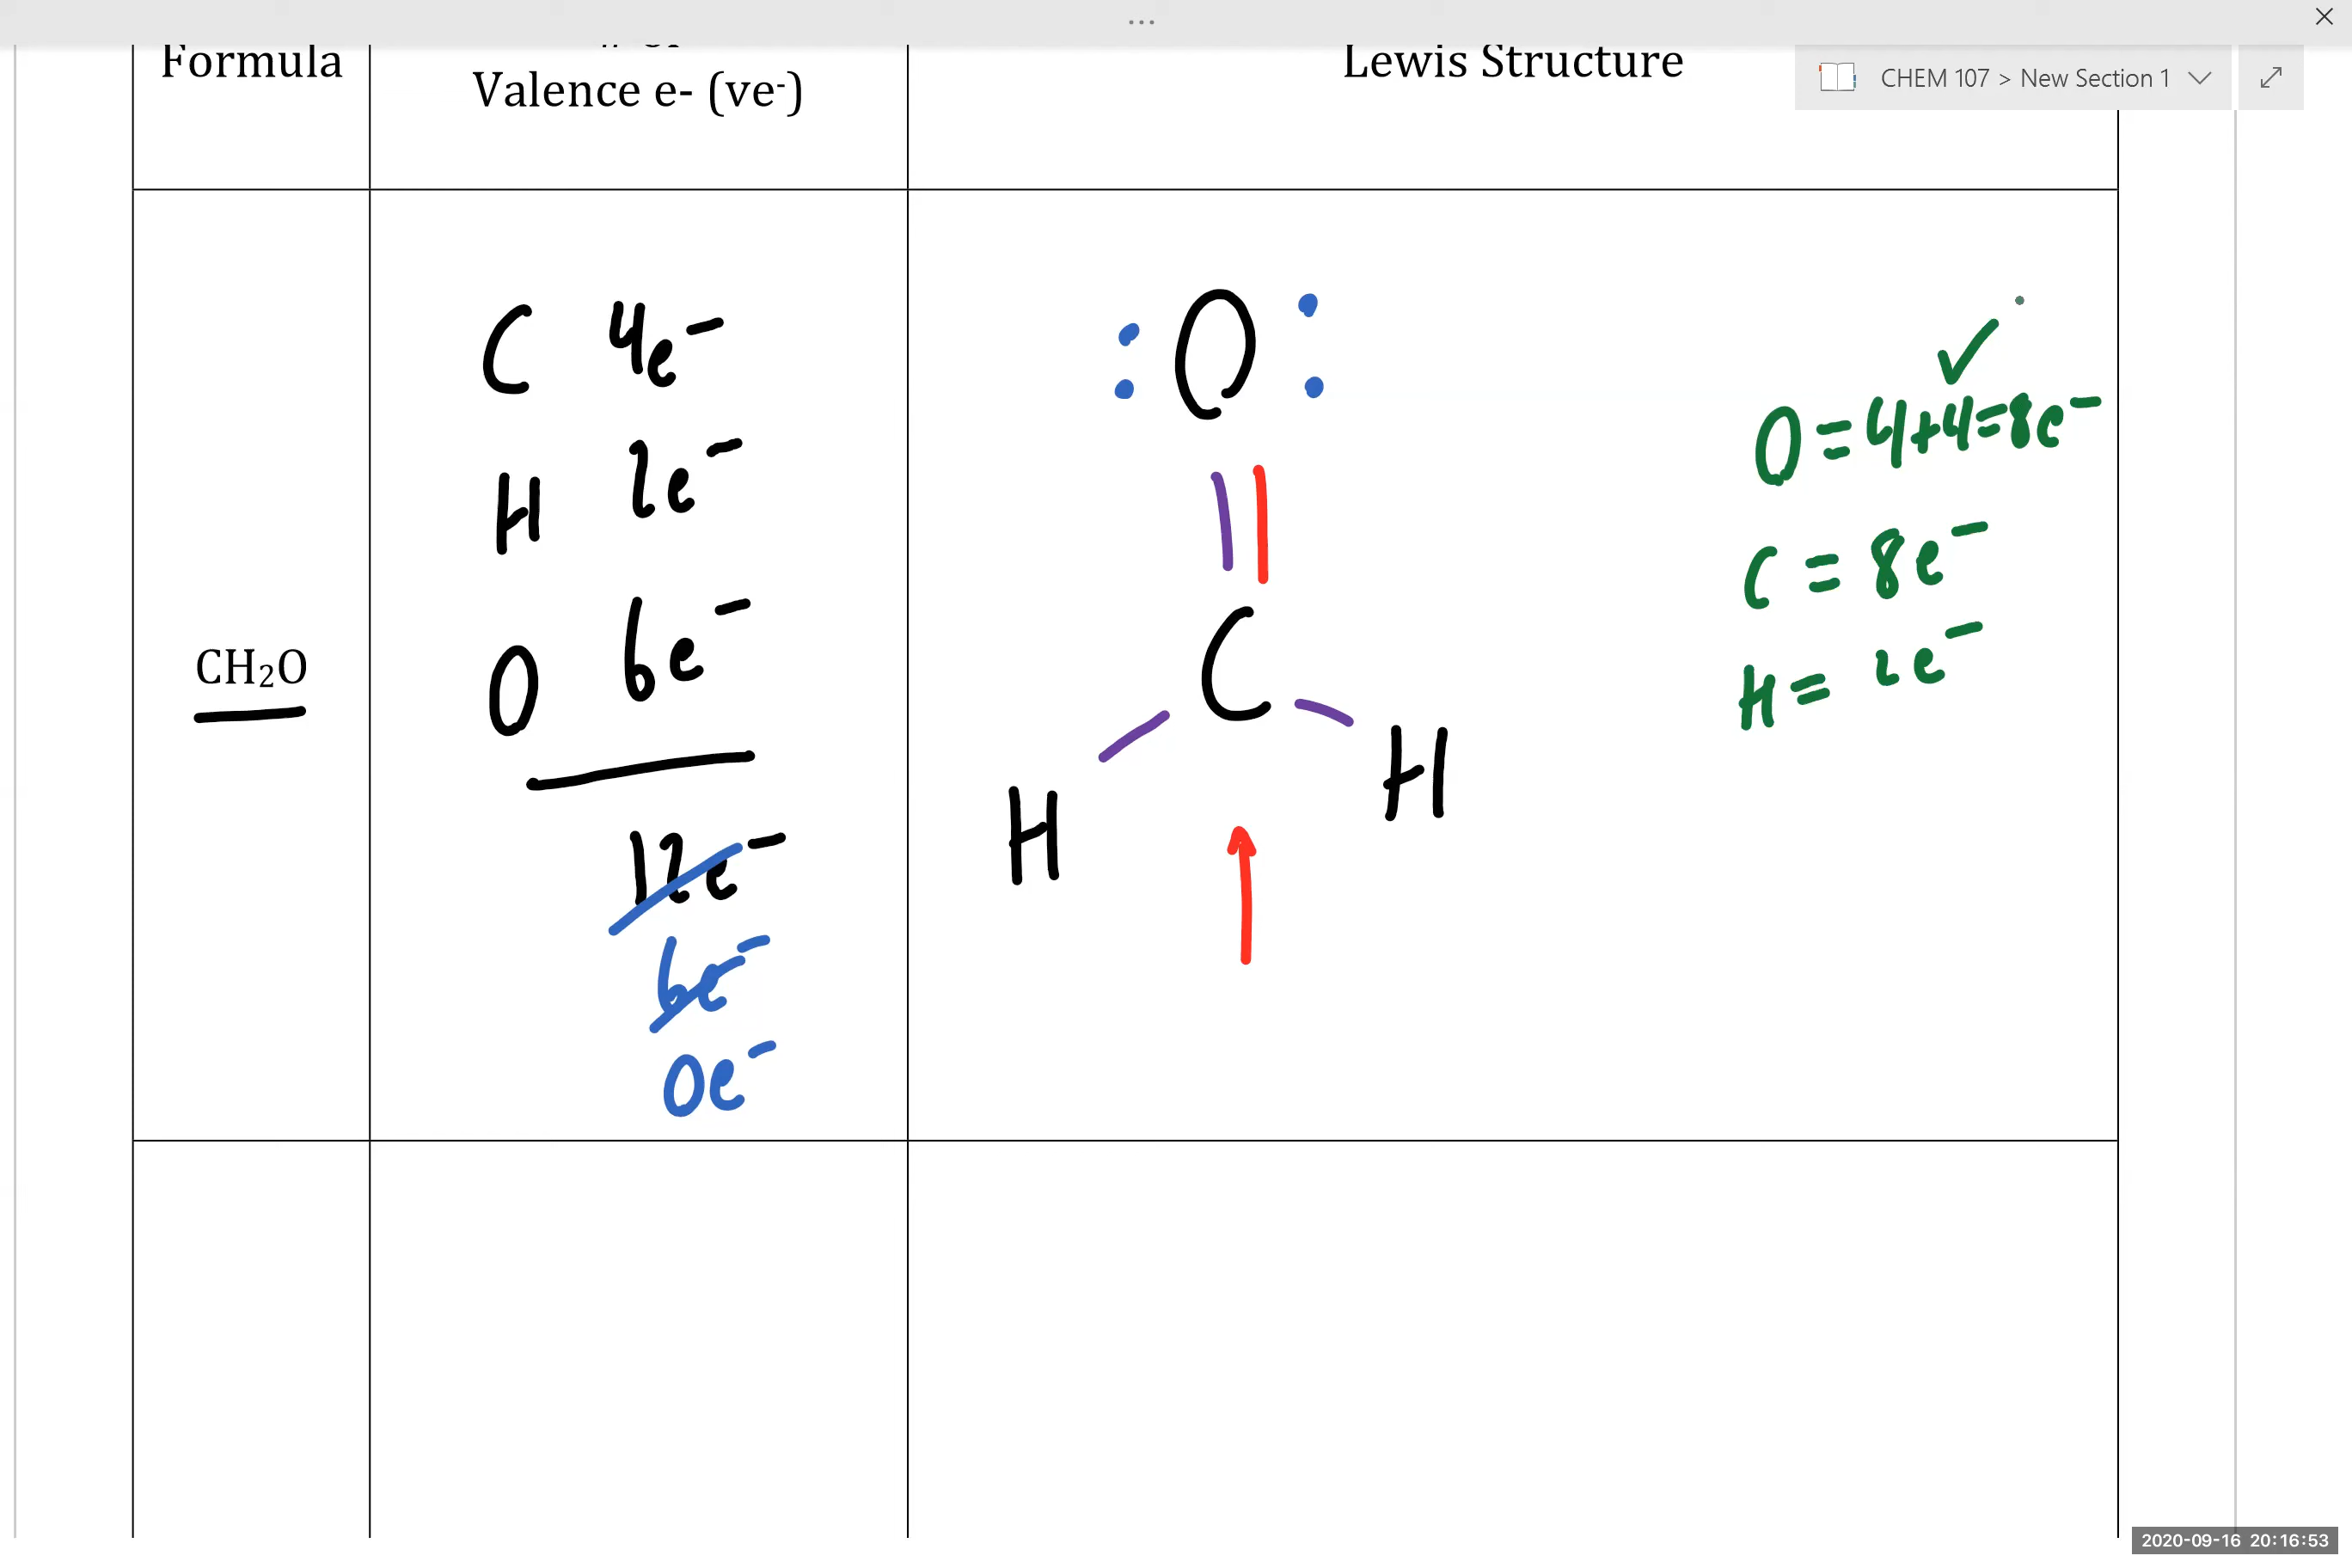 Formula
Valence e- (ve-)
Lewis Structure
CHEM 107 > New Section 1
CH2O
C 4e-
H 2e-
O 6e-
12e-
6e-
0e-
O
C
H
H
O = 4+4=8e-
C = 8e-
H = 2e-
2020-09-16 20:16:53